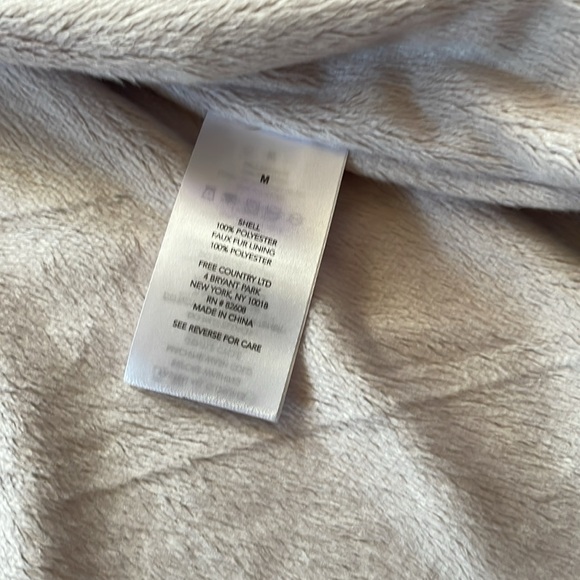 M
SHELL
100% POLYESTER
FAUX FUR LINING
100% POLYESTER
FREE COUNTRY LTD
4 BRYANT PARK
NEW YORK, NY 10018
RN # 82608
MADE IN CHINA
SEE REVERSE FOR CARE